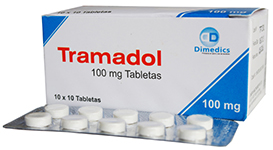 Dimedics
Tramadol
100 mg Tabletas
10 x 10 Tabletas
100 mg